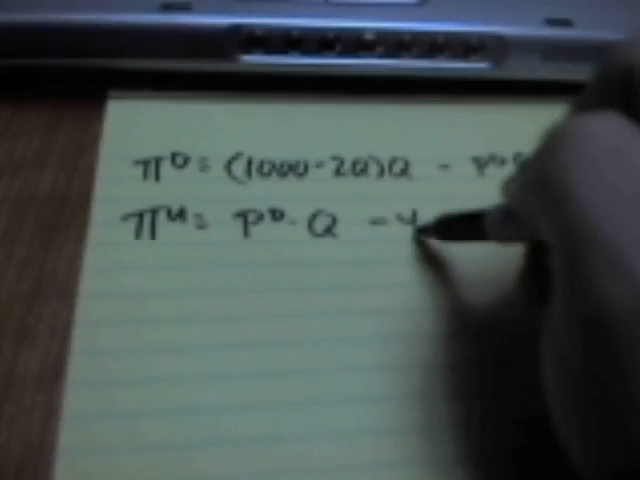 π^D = (1000-2Q)Q - P^D
π^U = P^D · Q - 4